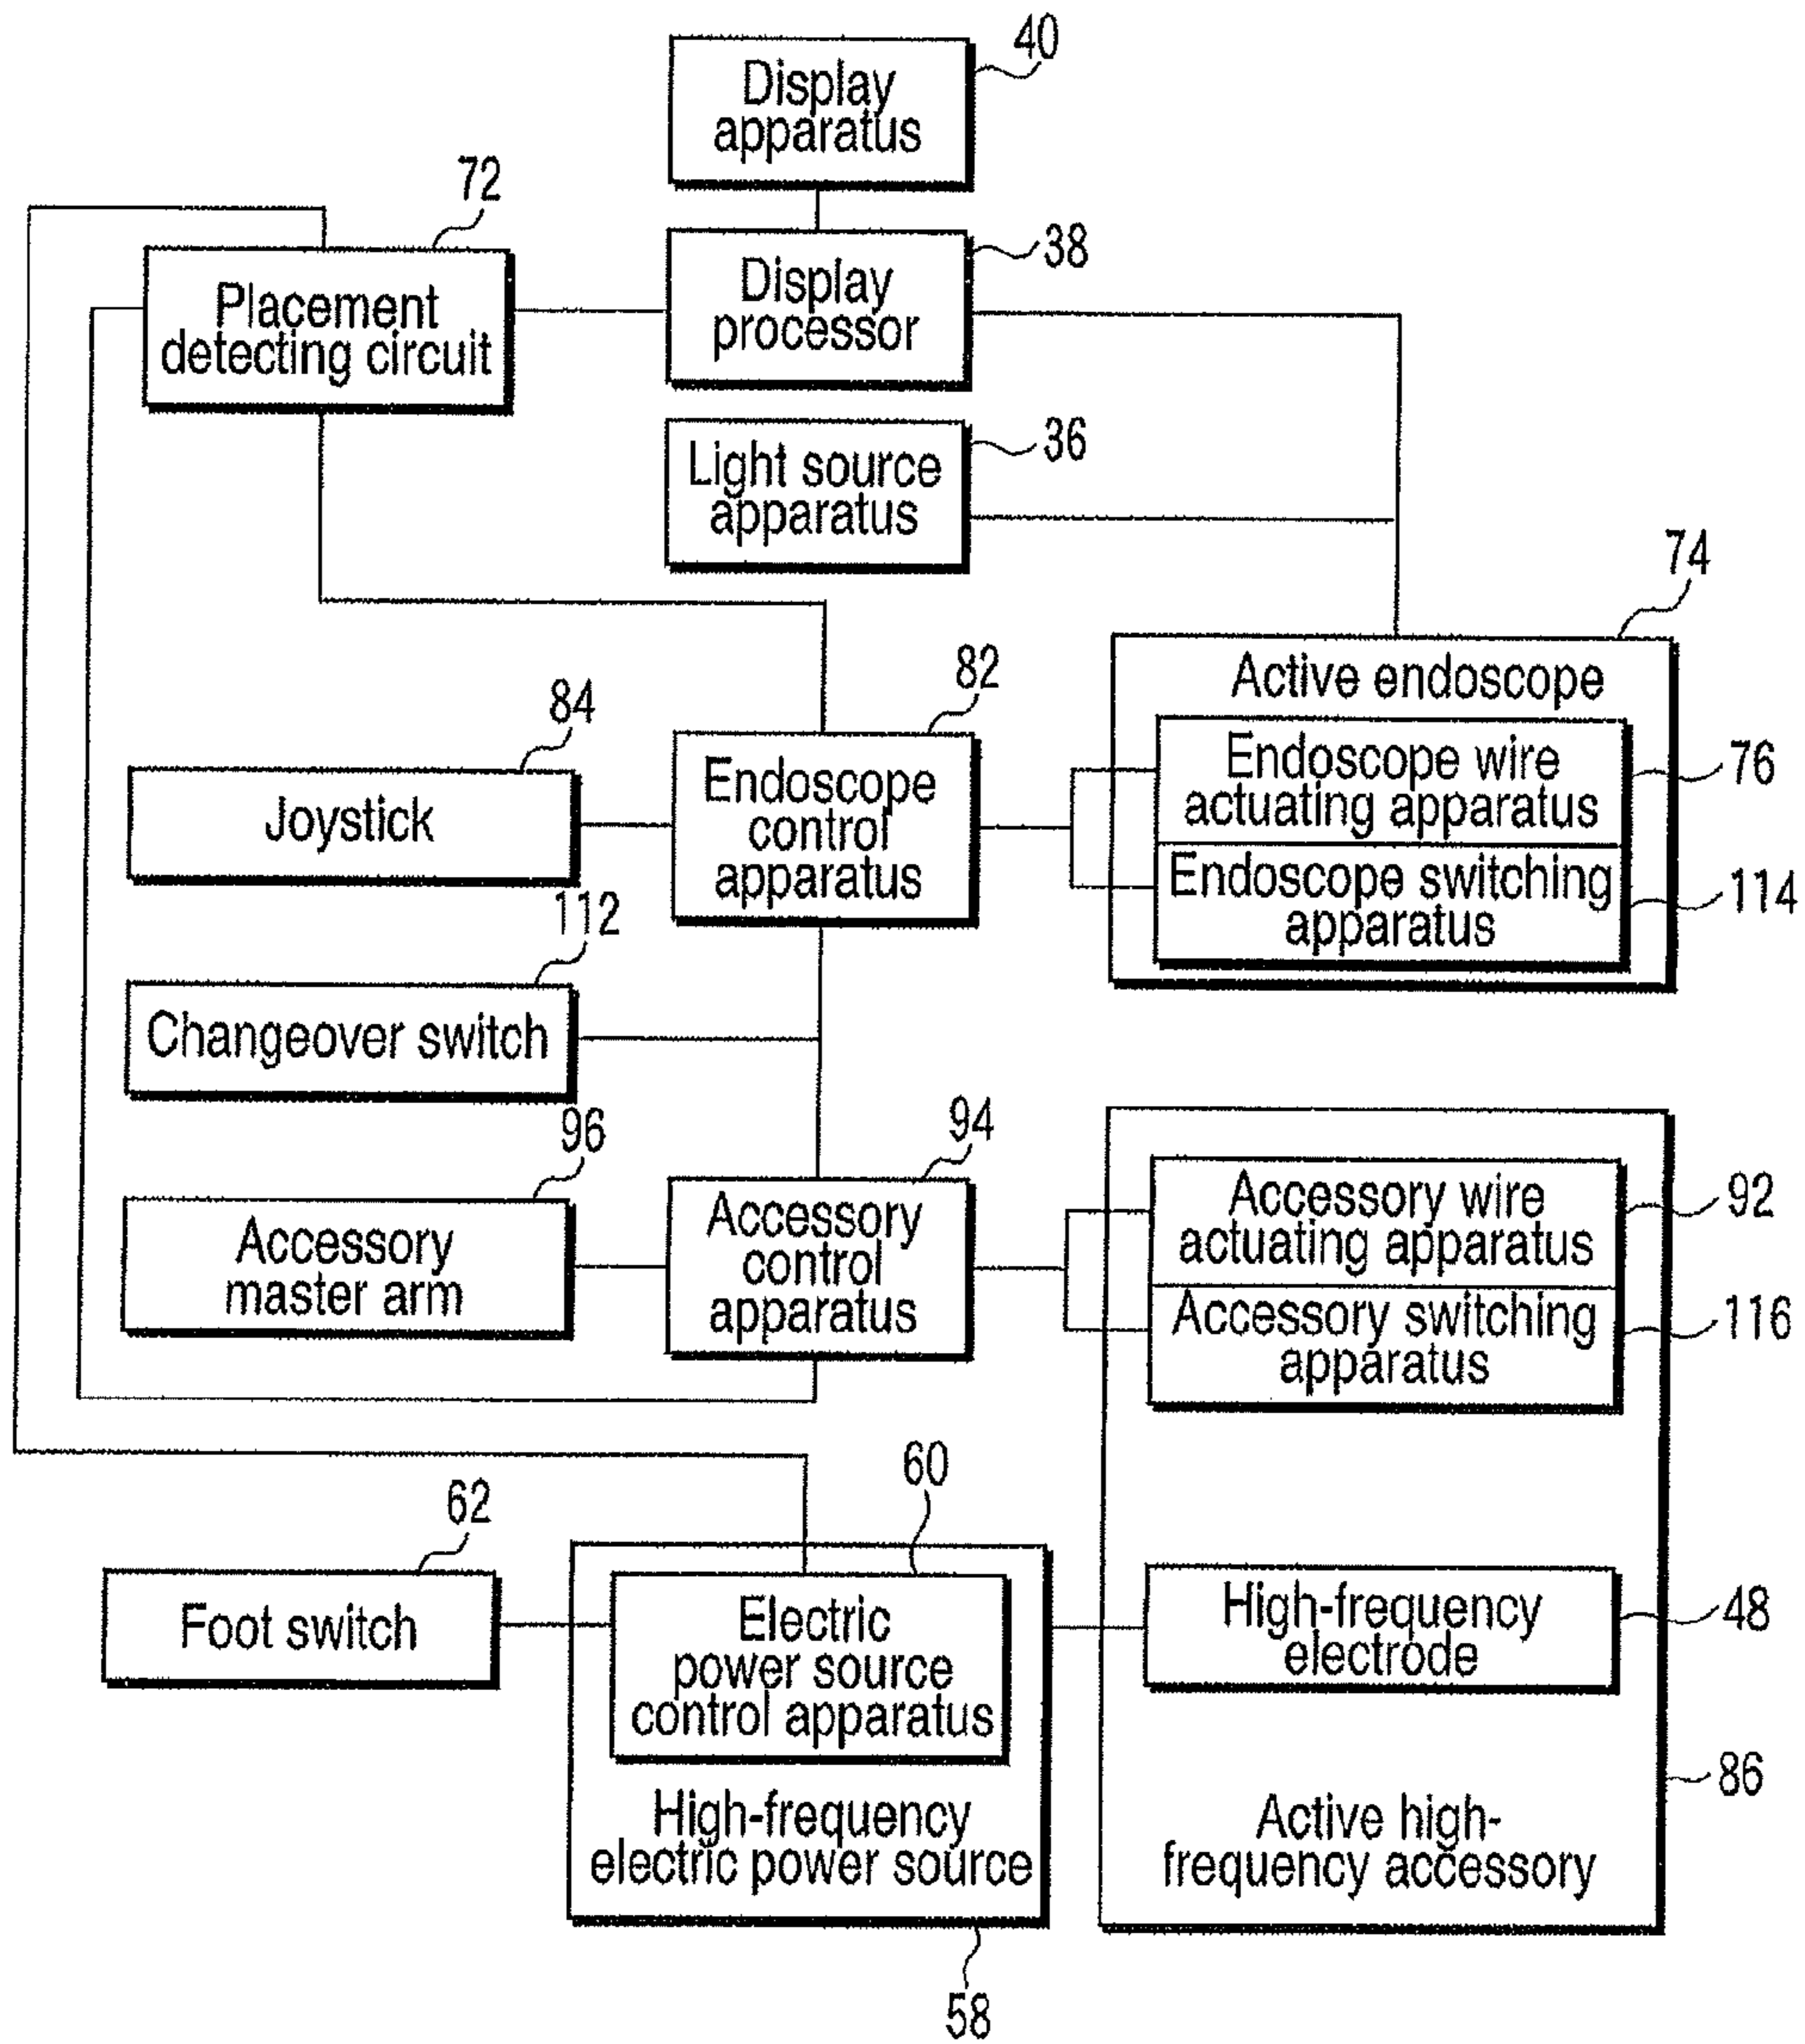 40
Display
apparatus
72
38
Placement
detecting circuit
Display
processor
36
Light source
apparatus
74
Active endoscope
82
84
Endoscope wire
actuating apparatus
76
Joystick
Endoscope
control
apparatus
Endoscope switching
apparatus
114
112
Changeover switch
94
96
Accessory wire
actuating apparatus
92
Accessory
master arm
Accessory
control
apparatus
Accessory switching
apparatus
116
60
62
Foot switch
Electric
power source
control apparatus
High-frequency
electrode
48
86
High-frequency
electric power source
Active high-
frequency accessory
58